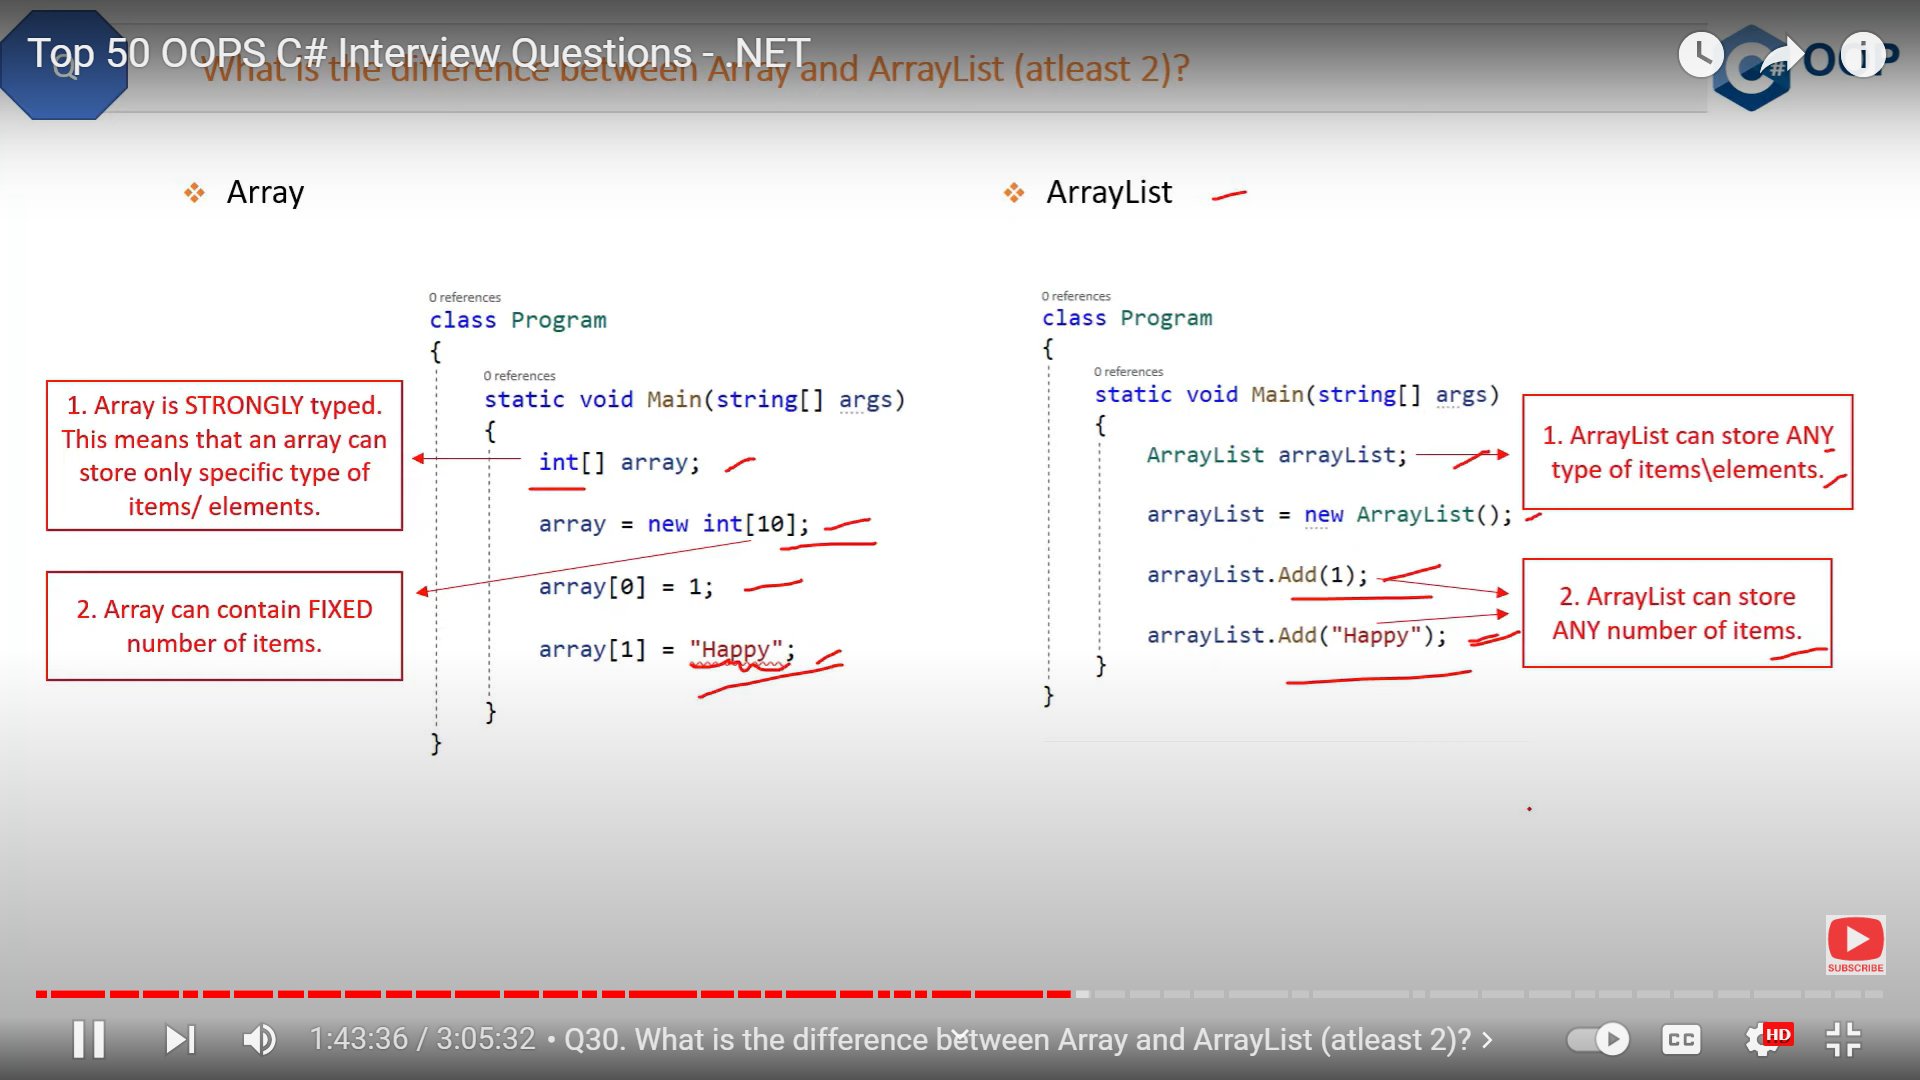 Top 50 OOPS C# Interview Questions - .NET
What is the difference between Array and ArrayList (atleast 2)?
Q
C#
OOP
Array
0 references
class Program
{
0 references
static void Main(string[] args)
{
int[] array;
array = new int[10];
array[0] = 1;
array[1] = "Happy";
}
}
1. Array is STRONGLY typed.
This means that an array can
store only specific type of
items/ elements.
2. Array can contain FIXED
number of items.
ArrayList
0 references
class Program
{
0 references
static void Main(string[] args)
{
ArrayList arrayList;
arrayList = new ArrayList();
arrayList.Add(1);
arrayList.Add("Happy");
}
}
1. ArrayList can store ANY
type of items\elements.
2. ArrayList can store
ANY number of items.
SUBSCRIBE
1:43:36 / 3:05:32 • Q30. What is the difference between Array and ArrayList (atleast 2)?
CC
HD